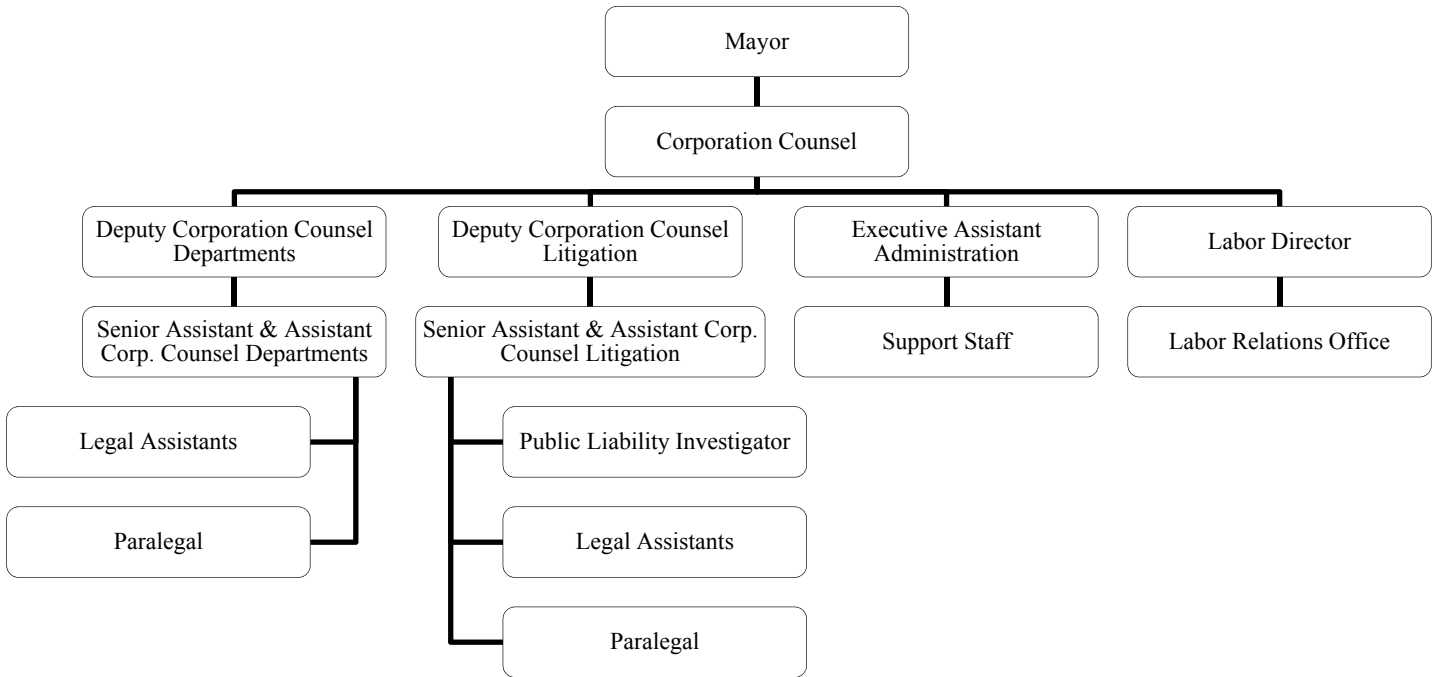 Mayor
Corporation Counsel
Deputy Corporation Counsel
Departments
Deputy Corporation Counsel
Litigation
Executive Assistant
Administration
Labor Director
Senior Assistant & Assistant
Corp. Counsel Departments
Senior Assistant & Assistant Corp.
Counsel Litigation
Support Staff
Labor Relations Office
Legal Assistants
Public Liability Investigator
Paralegal
Legal Assistants
Paralegal